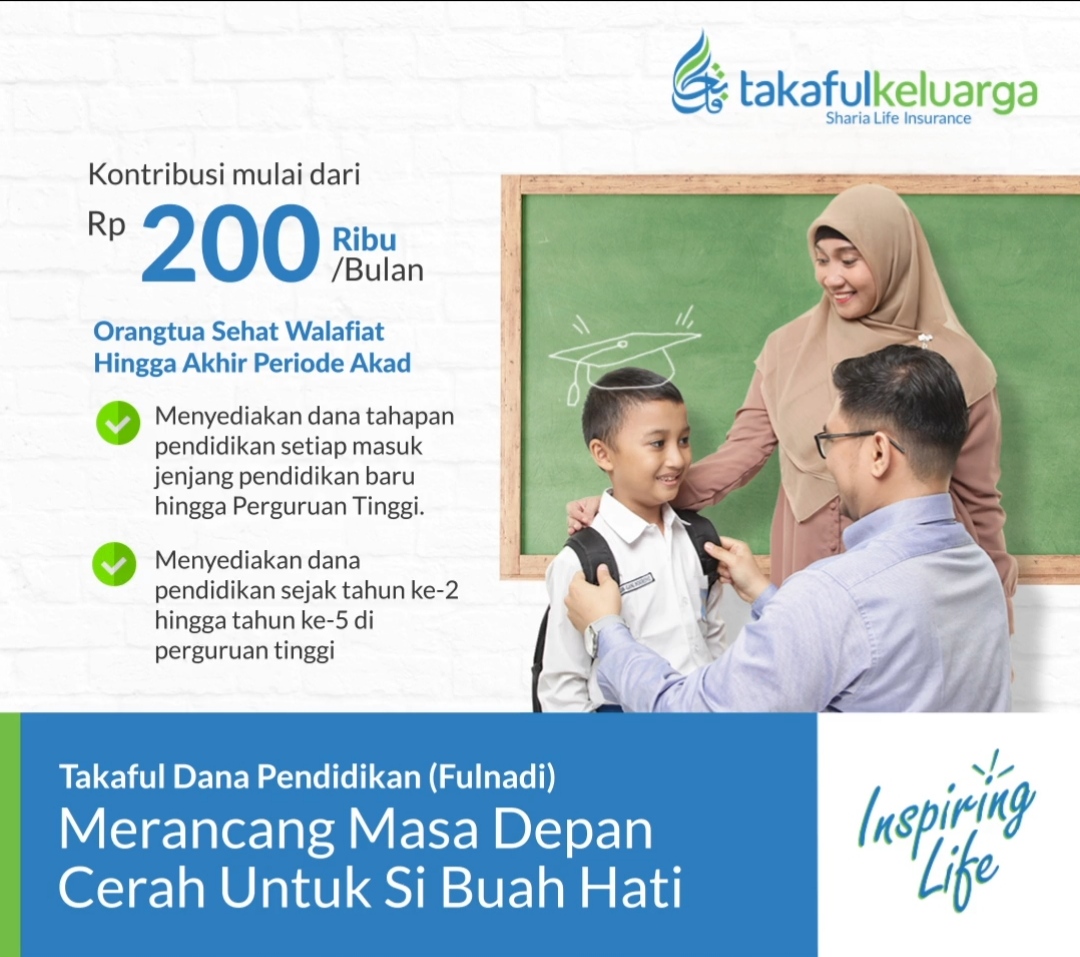 takafulkeluarga
Sharia Life Insurance
Kontribusi mulai dari
Rp 200 Ribu
/Bulan
Orangtua Sehat Walafiat
Hingga Akhir Periode Akad
Menyediakan dana tahapan
pendidikan setiap masuk
jenjang pendidikan baru
hingga Perguruan Tinggi.
Menyediakan dana
pendidikan sejak tahun ke-2
hingga tahun ke-5 di
perguruan tinggi
Takaful Dana Pendidikan (Fulnadi)
Merancang Masa Depan
Cerah Untuk Si Buah Hati
Inspiring
Life